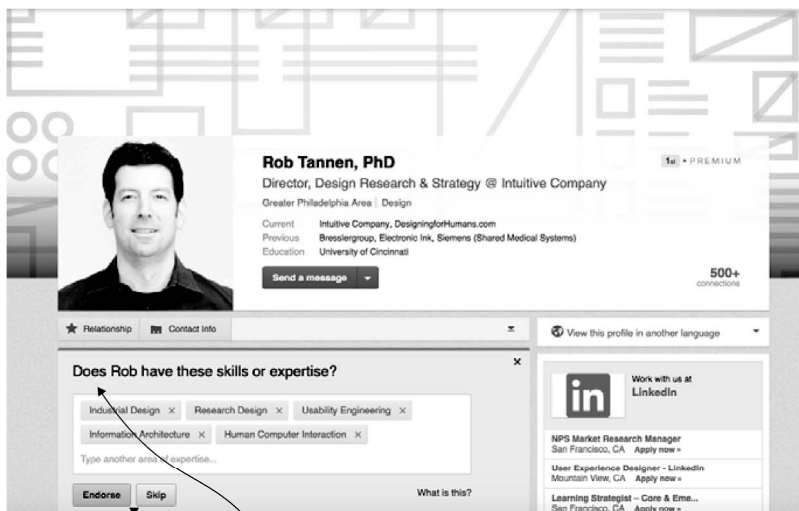 Rob Tannen, PhD
1st • PREMIUM
Director, Design Research & Strategy @ Intuitive Company
Greater Philadelphia Area | Design
Current Intuitive Company, DesigningforHumans.com
Previous Bresslergroup, Electronic Ink, Siemens (Shared Medical Systems)
Education University of Cincinnati
Send a message
500+
connections
Relationship Contact Info
View this profile in another language
Does Rob have these skills or expertise? ×
Industrial Design × Research Design × Usability Engineering ×
Information Architecture × Human Computer Interaction ×
Type another area of expertise...
Endorse Skip What is this?
in
Work with us at
LinkedIn
NPS Market Research Manager
San Francisco, CA Apply now »
User Experience Designer - LinkedIn
Mountain View, CA Apply now »
Learning Strategist – Core & Eme...
San Francisco, CA Apply now »